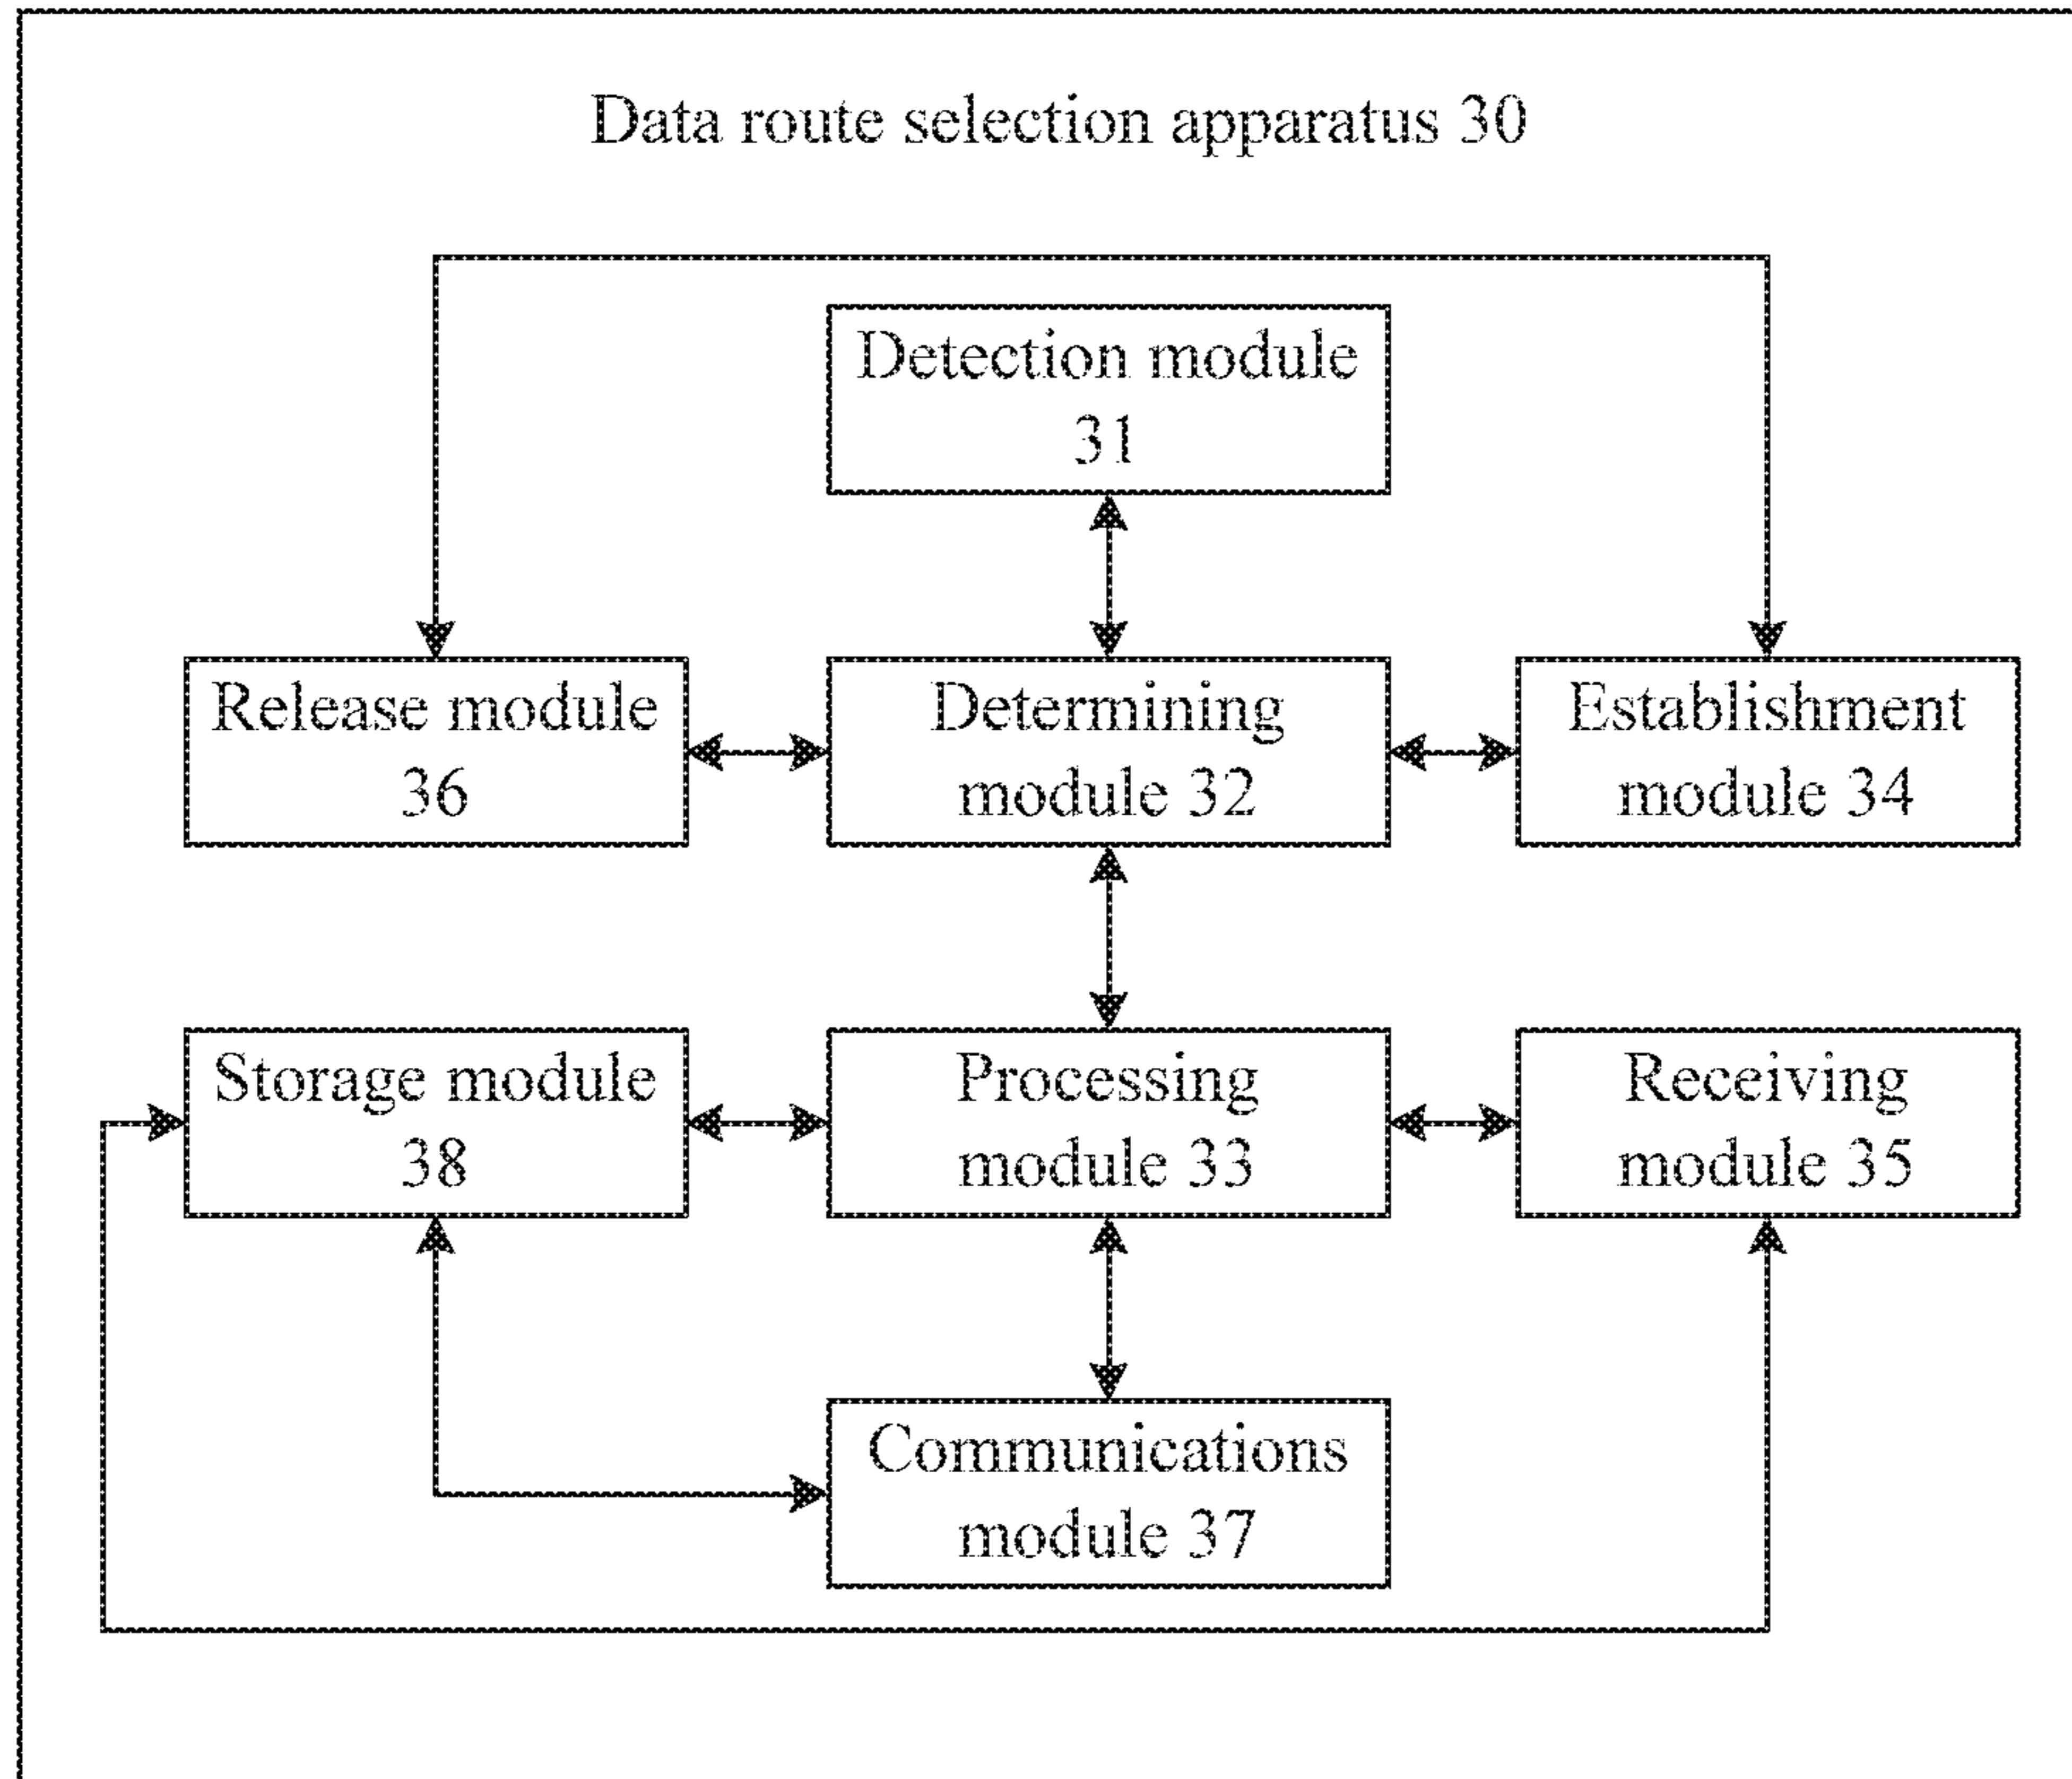 Data route selection apparatus 30
Detection module
31
Release module
36
Determining
module 32
Establishment
module 34
Storage module
38
Processing
module 33
Receiving
module 35
Communications
module 37